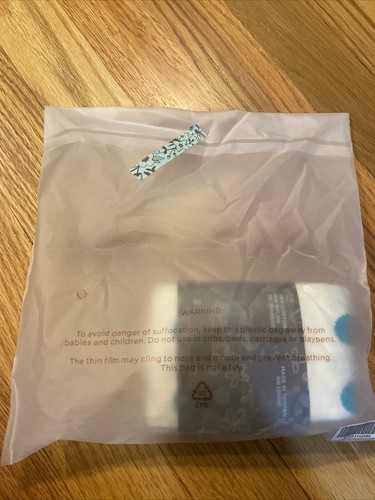 WARNING:
To avoid danger of suffocation, keep this plastic bag away from
babies and children. Do not use in cribs, beds, carriages or playpens.
The thin film may cling to nose and mouth and prevent breathing.
This bag is not a toy.
CPE
MADE IN